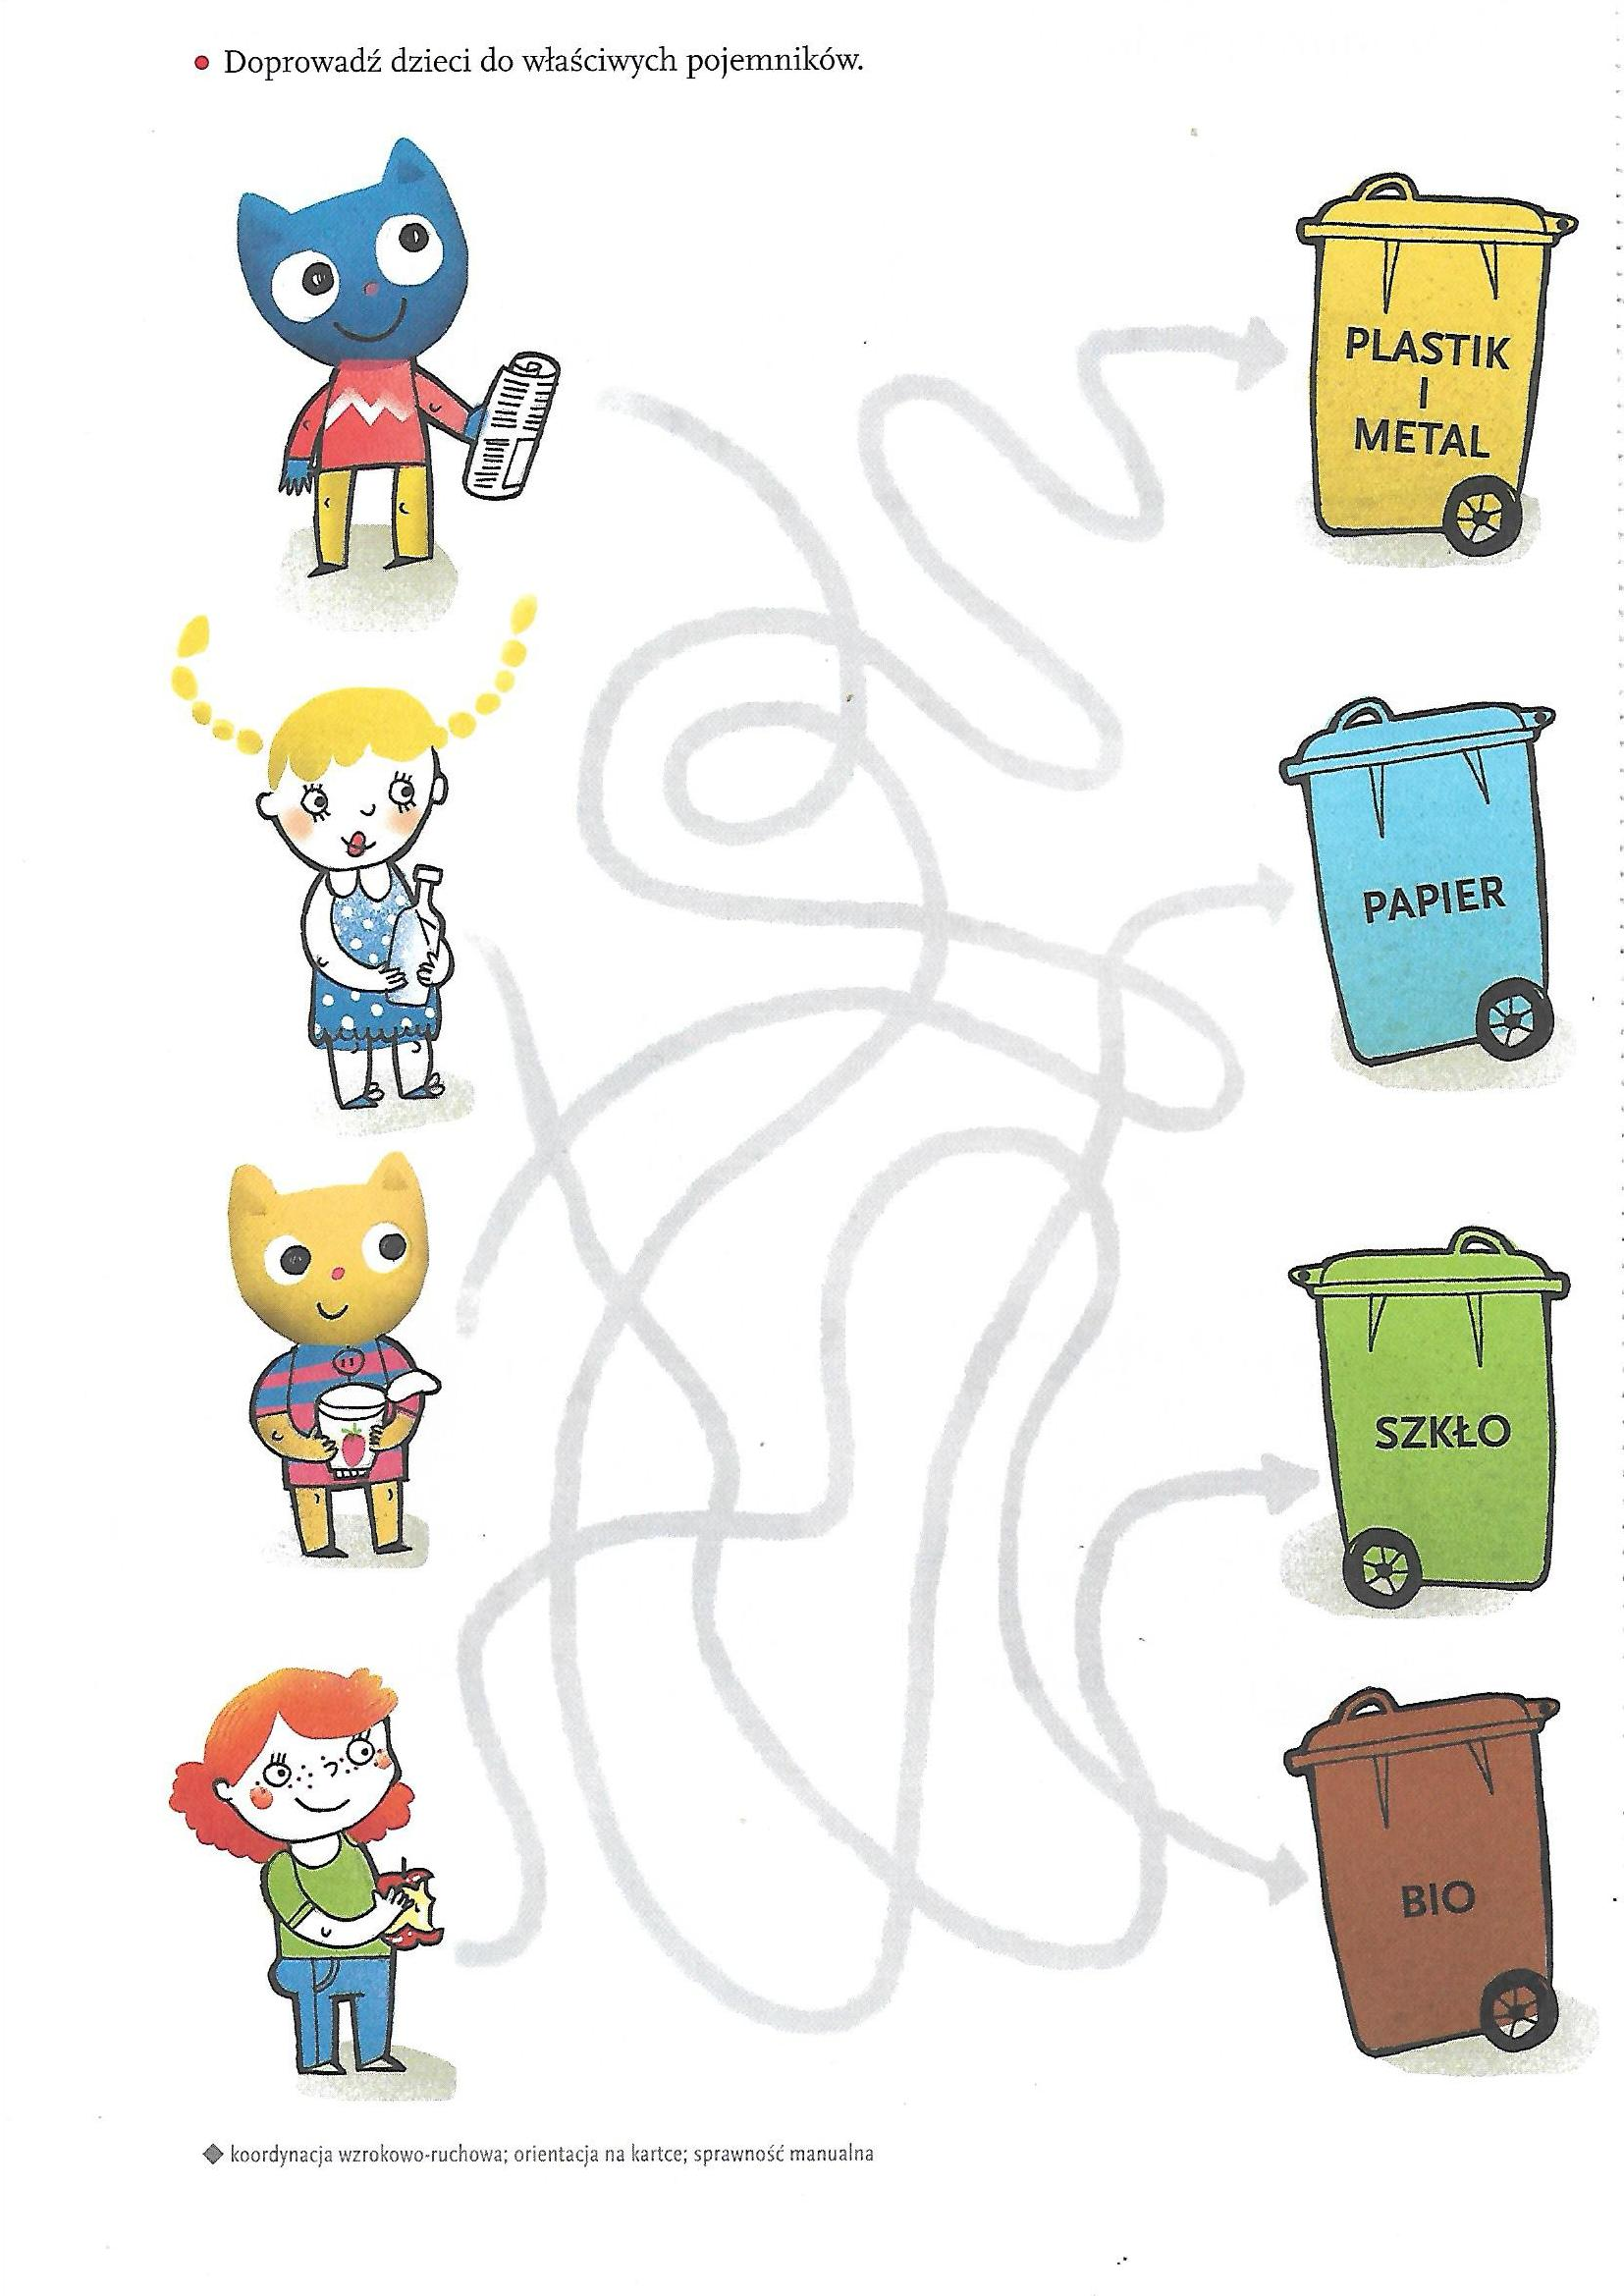 • Doprowadź dzieci do właściwych pojemników.
PLASTIK
I
METAL
PAPIER
SZKŁO
BIO
◆ koordynacja wzrokowo-ruchowa; orientacja na kartce; sprawność manualna